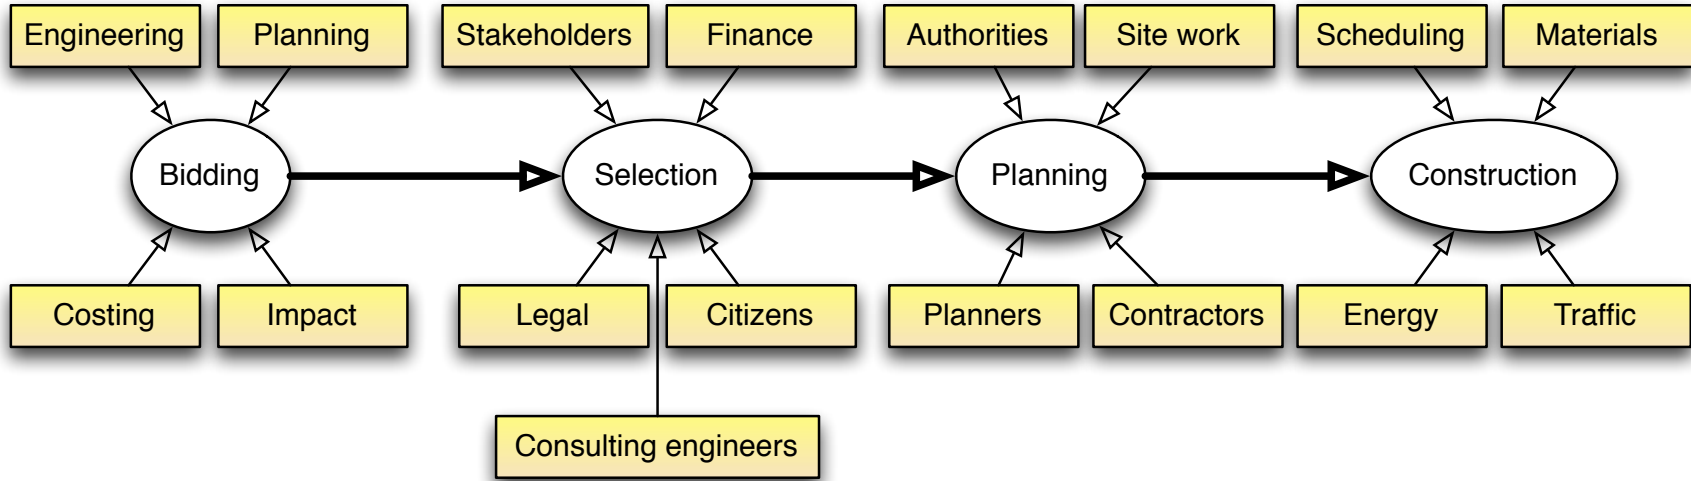 Engineering
Planning
Stakeholders
Finance
Authorities
Site work
Scheduling
Materials
Bidding
Selection
Planning
Construction
Costing
Impact
Legal
Citizens
Planners
Contractors
Energy
Traffic
Consulting engineers